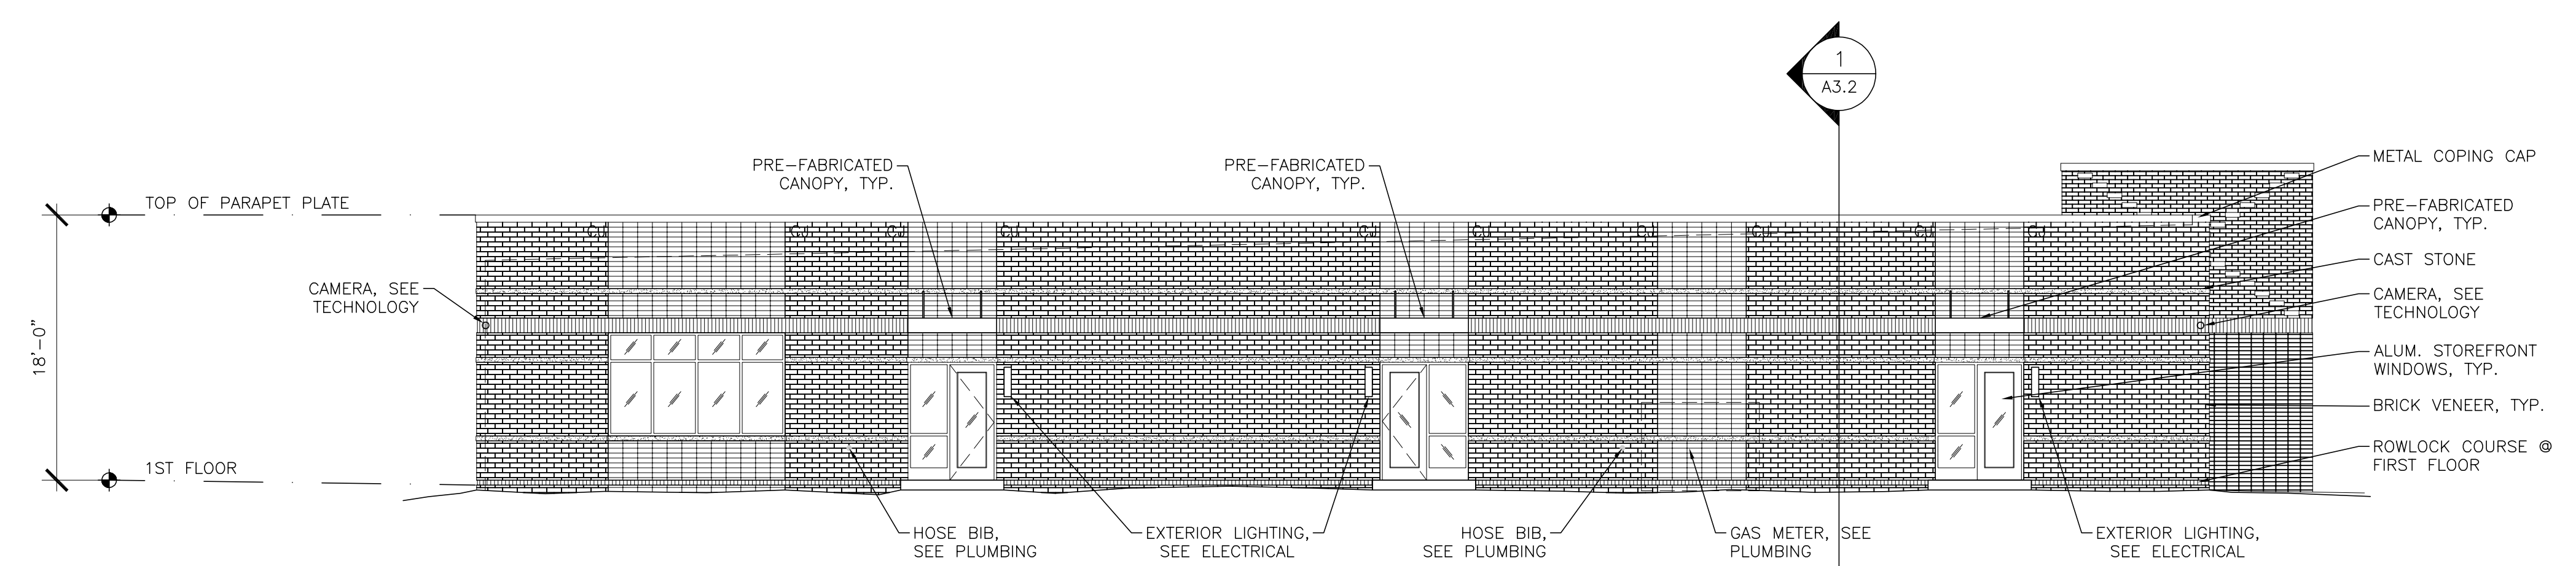 1
A3.2
METAL COPING CAP
PRE-FABRICATED
CANOPY, TYP.
PRE-FABRICATED
CANOPY, TYP.
TOP OF PARAPET PLATE
PRE-FABRICATED
CANOPY, TYP.
CJ CJ CJ CJ CJ CJ CJ CJ CJ CJ
CAST STONE
CAMERA, SEE
TECHNOLOGY
CAMERA, SEE
TECHNOLOGY
18'-0"
ALUM. STOREFRONT
WINDOWS, TYP.
BRICK VENEER, TYP.
ROWLOCK COURSE @
FIRST FLOOR
1ST FLOOR
HOSE BIB,
SEE PLUMBING
EXTERIOR LIGHTING,
SEE ELECTRICAL
HOSE BIB,
SEE PLUMBING
GAS METER, SEE
PLUMBING
EXTERIOR LIGHTING,
SEE ELECTRICAL